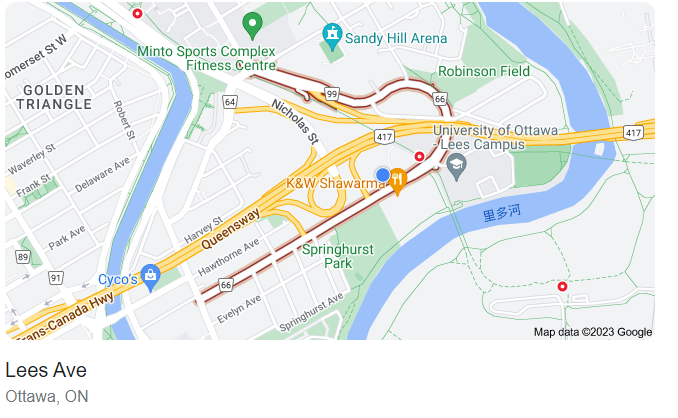 Minto Sports Complex
Fitness Centre
Sandy Hill Arena
Somerset St W
GOLDEN
TRIANGLE
Robinson Field
99
66
64
Nicholas St
417
417
Robert St
University of Ottawa
- Lees Campus
Waverley St
Delaware Ave
Frank St
K&W Shawarma
里多河
Park Ave
Harvey St
Queensway
89
91
Hawthorne Ave
Springhurst
Park
Cyco's
66
Evelyn Ave
Springhurst Ave
Trans-Canada Hwy
Map data ©2023 Google
Lees Ave
Ottawa, ON